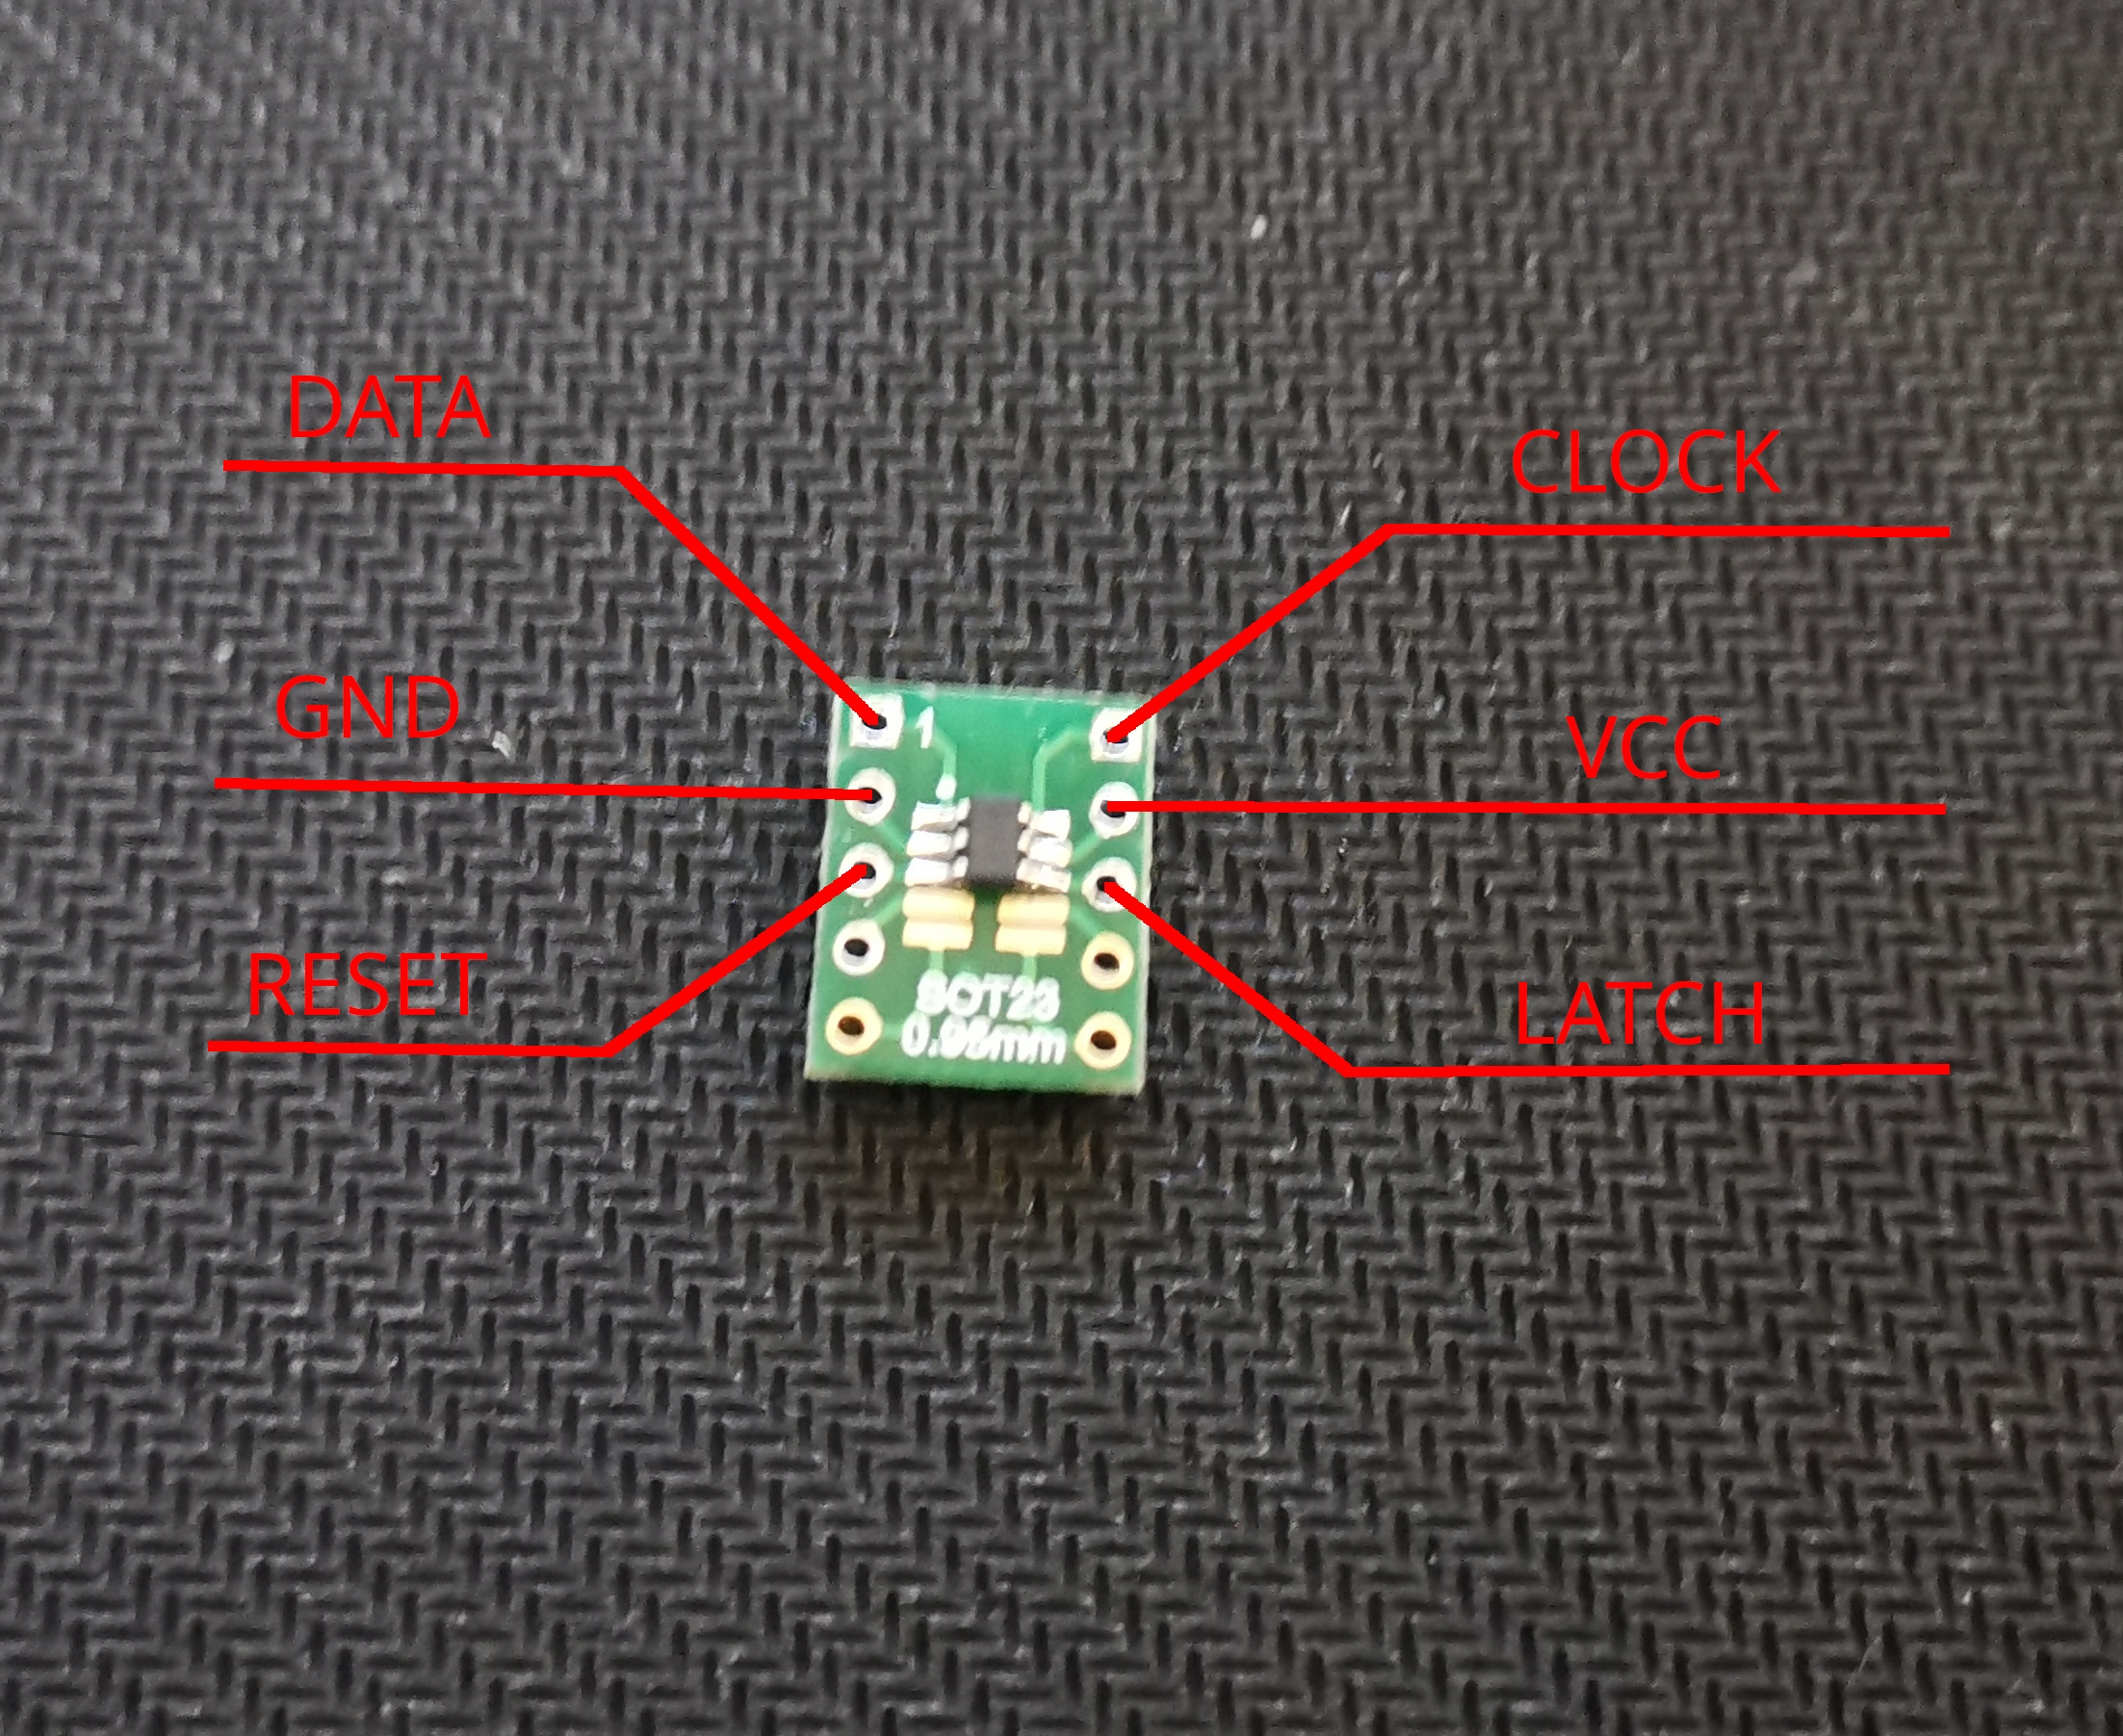 DATA
CLOCK
GND
VCC
RESET
LATCH
1
SOT23
0.95mm